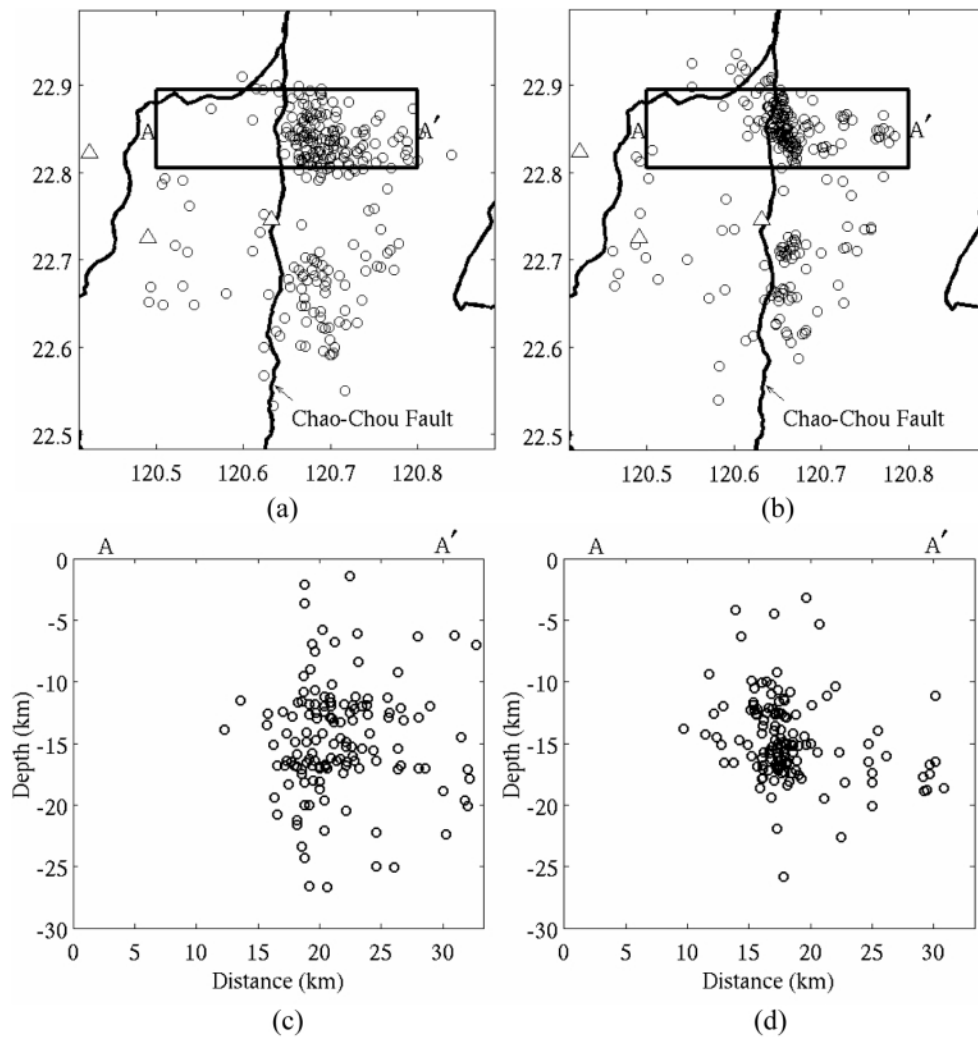 22.9
22.8
22.7
22.6
22.5
A
A′
Chao-Chou Fault
120.5 120.6 120.7 120.8
(a)
22.9
22.8
22.7
22.6
22.5
A
A′
Chao-Chou Fault
120.5 120.6 120.7 120.8
(b)
A A′
0
-5
-10
-15
-20
-25
-30
Depth (km)
0 5 10 15 20 25 30
Distance (km)
(c)
A A′
0
-5
-10
-15
-20
-25
-30
Depth (km)
0 5 10 15 20 25 30
Distance (km)
(d)